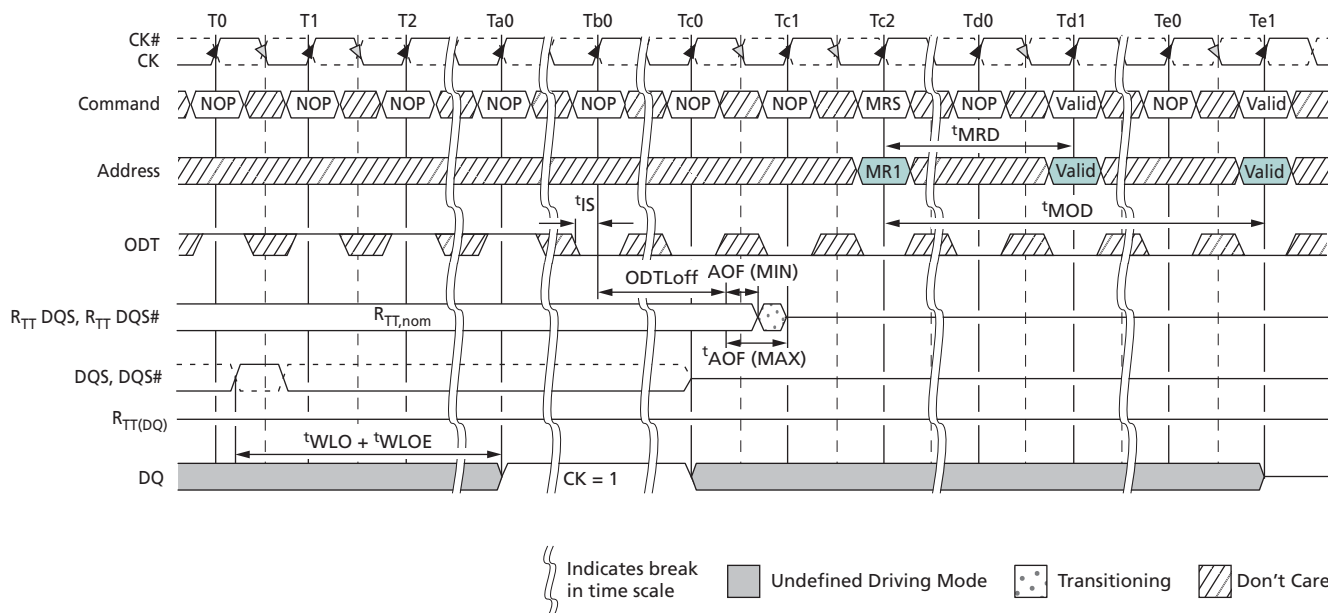 T0 T1 T2 Ta0 Tb0 Tc0 Tc1 Tc2 Td0 Td1 Te0 Te1
CK#
CK
Command NOP NOP NOP NOP NOP NOP NOP MRS NOP Valid NOP Valid
tMRD
Address MR1 Valid Valid
tIS
tMOD
ODT
ODTLoff AOF (MIN)
RTT DQS, RTT DQS# RTT,nom
tAOF (MAX)
DQS, DQS#
RTT(DQ)
tWLO + tWLOE
DQ CK = 1
Indicates break
in time scale
Undefined Driving Mode Transitioning Don't Care